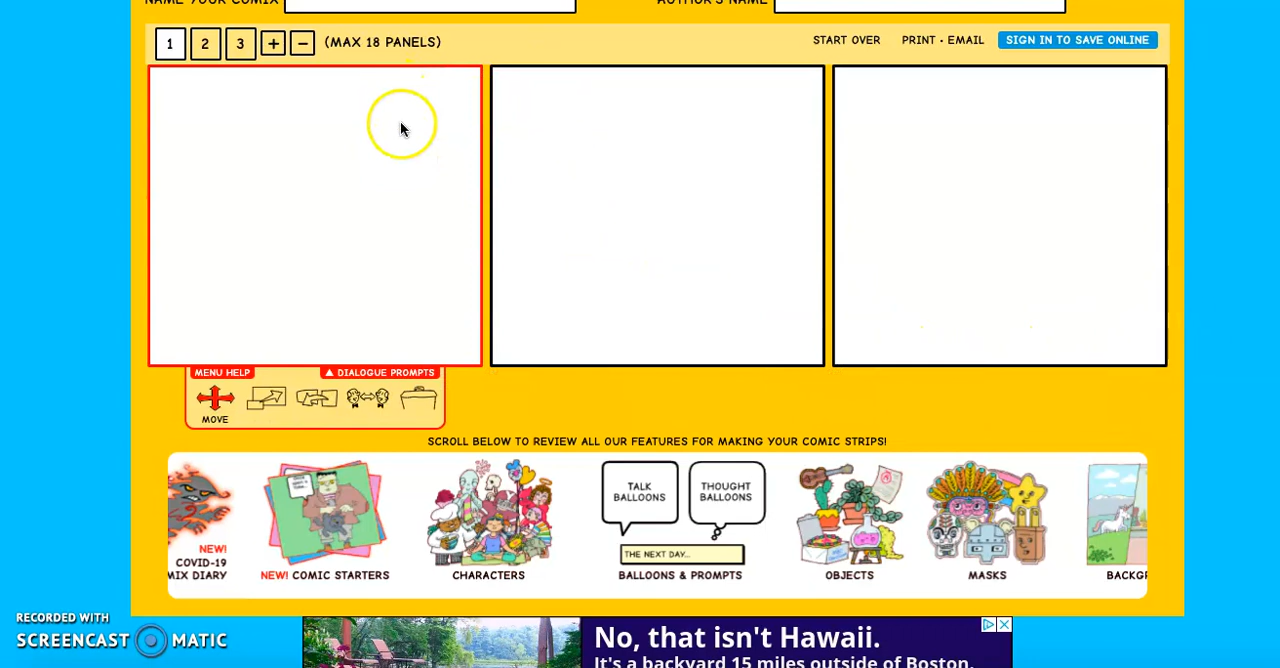 NAME YOUR COMIX
AUTHOR'S NAME
1 2 3 + − (MAX 18 PANELS)
START OVER PRINT • EMAIL SIGN IN TO SAVE ONLINE
MENU HELP ▲ DIALOGUE PROMPTS
MOVE
SCROLL BELOW TO REVIEW ALL OUR FEATURES FOR MAKING YOUR COMIC STRIPS!
NEW!
COVID-19
MIX DIARY
NEW! COMIC STARTERS
CHARACTERS
TALK
BALLOONS
THOUGHT
BALLOONS
THE NEXT DAY...
BALLOONS & PROMPTS
OBJECTS
MASKS
BACKGR
RECORDED WITH
SCREENCAST MATIC
No, that isn't Hawaii.
It's a backyard 15 miles outside of Boston.